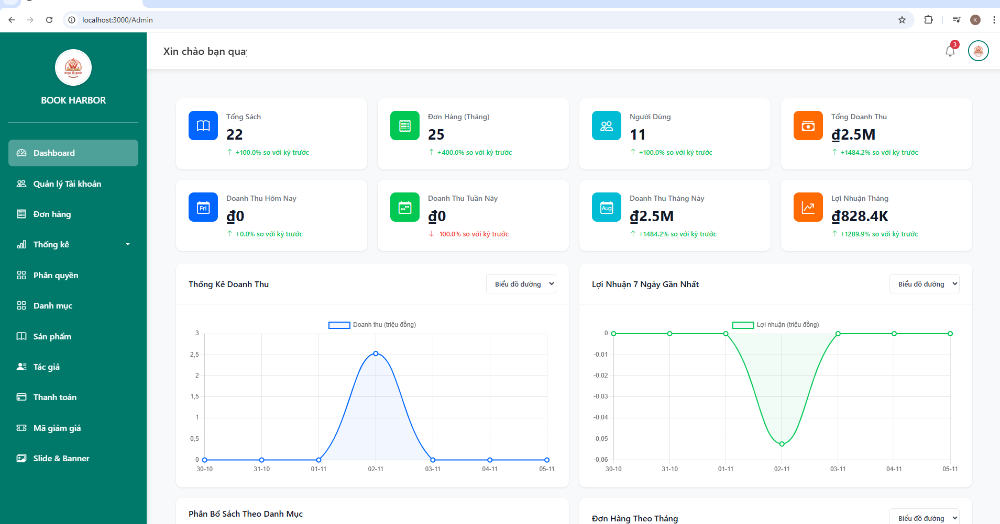 localhost:3000/Admin
K
BOOK HARBOR
BOOK HARBOR
Dashboard
Quản lý Tài khoản
Đơn hàng
Thống kê
Phân quyền
Danh mục
Sản phẩm
Tác giả
Thanh toán
Mã giảm giá
Slide & Banner
Xin chào bạn quay
3
Tổng Sách
22
+100.0% so với kỳ trước
Đơn Hàng (Tháng)
25
+400.0% so với kỳ trước
Người Dùng
11
+100.0% so với kỳ trước
Tổng Doanh Thu
₫2.5M
+1484.2% so với kỳ trước
Fri
Doanh Thu Hôm Nay
₫0
+0.0% so với kỳ trước
Doanh Thu Tuần Này
₫0
-100.0% so với kỳ trước
Aug
Doanh Thu Tháng Này
₫2.5M
+1484.2% so với kỳ trước
Lợi Nhuận Tháng
₫828.4K
+1289.9% so với kỳ trước
Thống Kê Doanh Thu
Biểu đồ đường
Doanh thu (triệu đồng)
3
2,5
2
1,5
1
0,5
0
30-10 31-10 01-11 02-11 03-11 04-11 05-11
Lợi Nhuận 7 Ngày Gần Nhất
Biểu đồ đường
Lợi nhuận (triệu đồng)
0
-0,01
-0,02
-0,03
-0,04
-0,05
-0,06
30-10 31-10 01-11 02-11 03-11 04-11 05-11
Phân Bổ Sách Theo Danh Mục
Đơn Hàng Theo Tháng
Biểu đồ đường